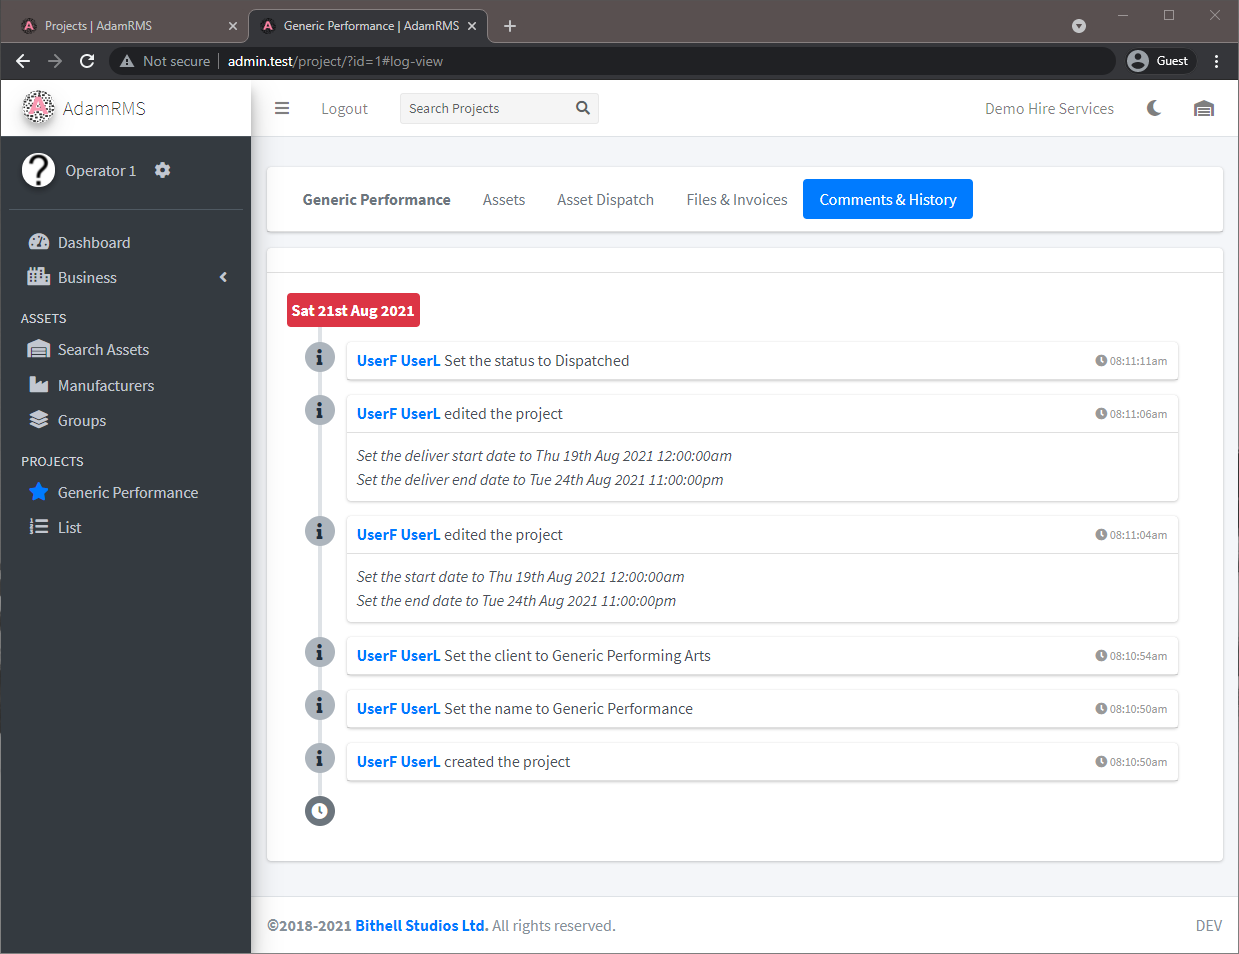 Projects | AdamRMS
Generic Performance | AdamRMS
Not secure
admin.test/project/?id=1#log-view
Guest
A AdamRMS
Logout
Search Projects
Demo Hire Services
? Operator 1
Generic Performance
Assets
Asset Dispatch
Files & Invoices
Comments & History
Dashboard
Business
ASSETS
Search Assets
Manufacturers
Groups
PROJECTS
Generic Performance
List
Sat 21st Aug 2021
UserF UserL Set the status to Dispatched 08:11:11am
UserF UserL edited the project 08:11:06am
Set the deliver start date to Thu 19th Aug 2021 12:00:00am
Set the deliver end date to Tue 24th Aug 2021 11:00:00pm
UserF UserL edited the project 08:11:04am
Set the start date to Thu 19th Aug 2021 12:00:00am
Set the end date to Tue 24th Aug 2021 11:00:00pm
UserF UserL Set the client to Generic Performing Arts 08:10:54am
UserF UserL Set the name to Generic Performance 08:10:50am
UserF UserL created the project 08:10:50am
©2018-2021 Bithell Studios Ltd. All rights reserved.
DEV